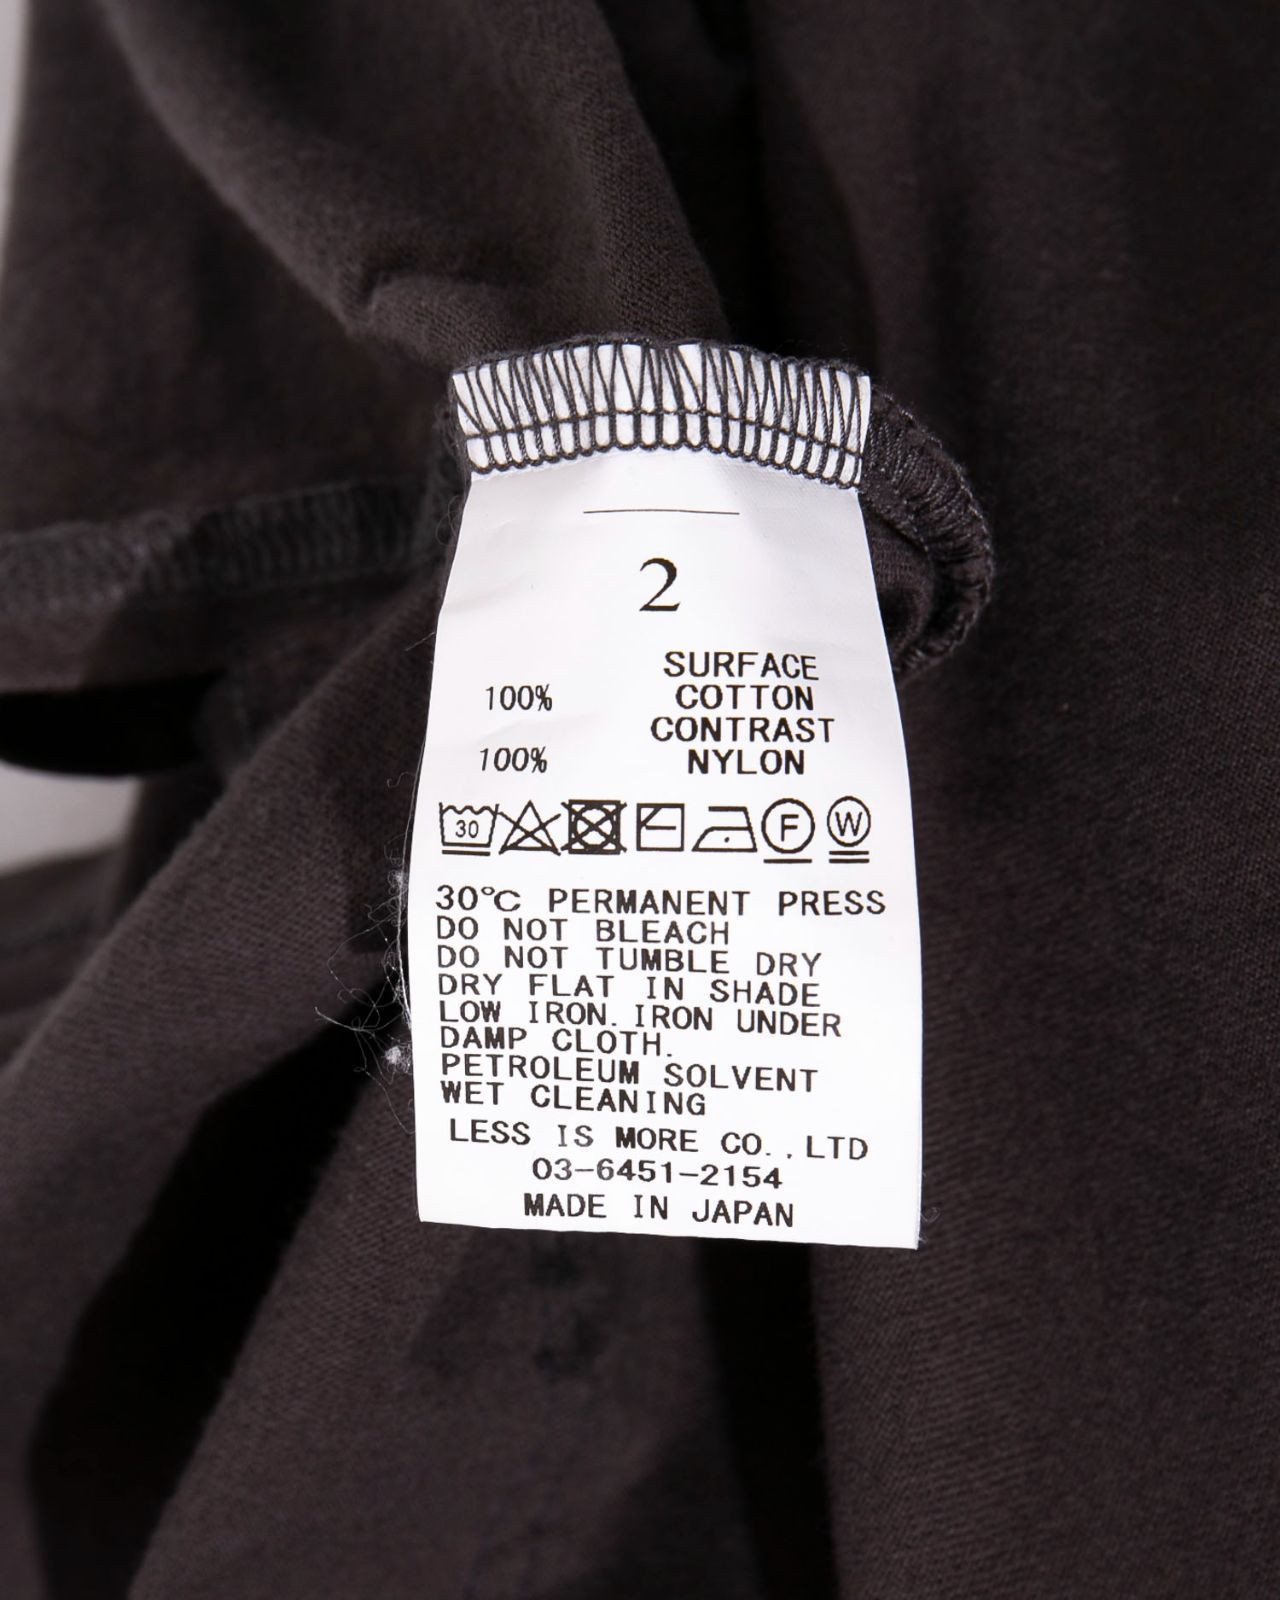 2
SURFACE
100% COTTON
CONTRAST
100% NYLON
30 F W
30℃ PERMANENT PRESS
DO NOT BLEACH
DO NOT TUMBLE DRY
DRY FLAT IN SHADE
LOW IRON. IRON UNDER
DAMP CLOTH.
PETROLEUM SOLVENT
WET CLEANING
LESS IS MORE CO.,LTD
03-6451-2154
MADE IN JAPAN